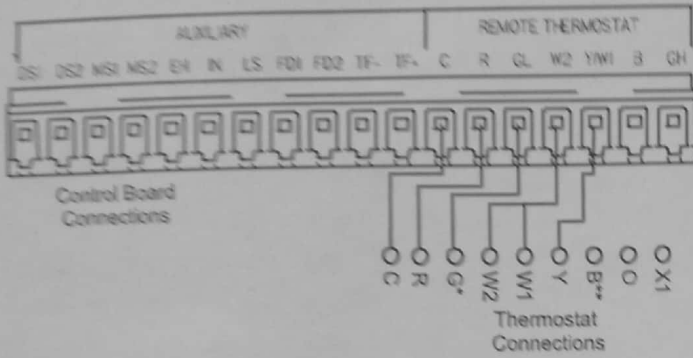 AUXILIARY REMOTE THERMOSTAT
DS1 DS2 MS1 MS2 EH IN LS FD1 FD2 TF- TF+ C R GL W2 Y/W1 B GH
Control Board
Connections
C R G* W2 W1 Y B** O X1
Thermostat
Connections